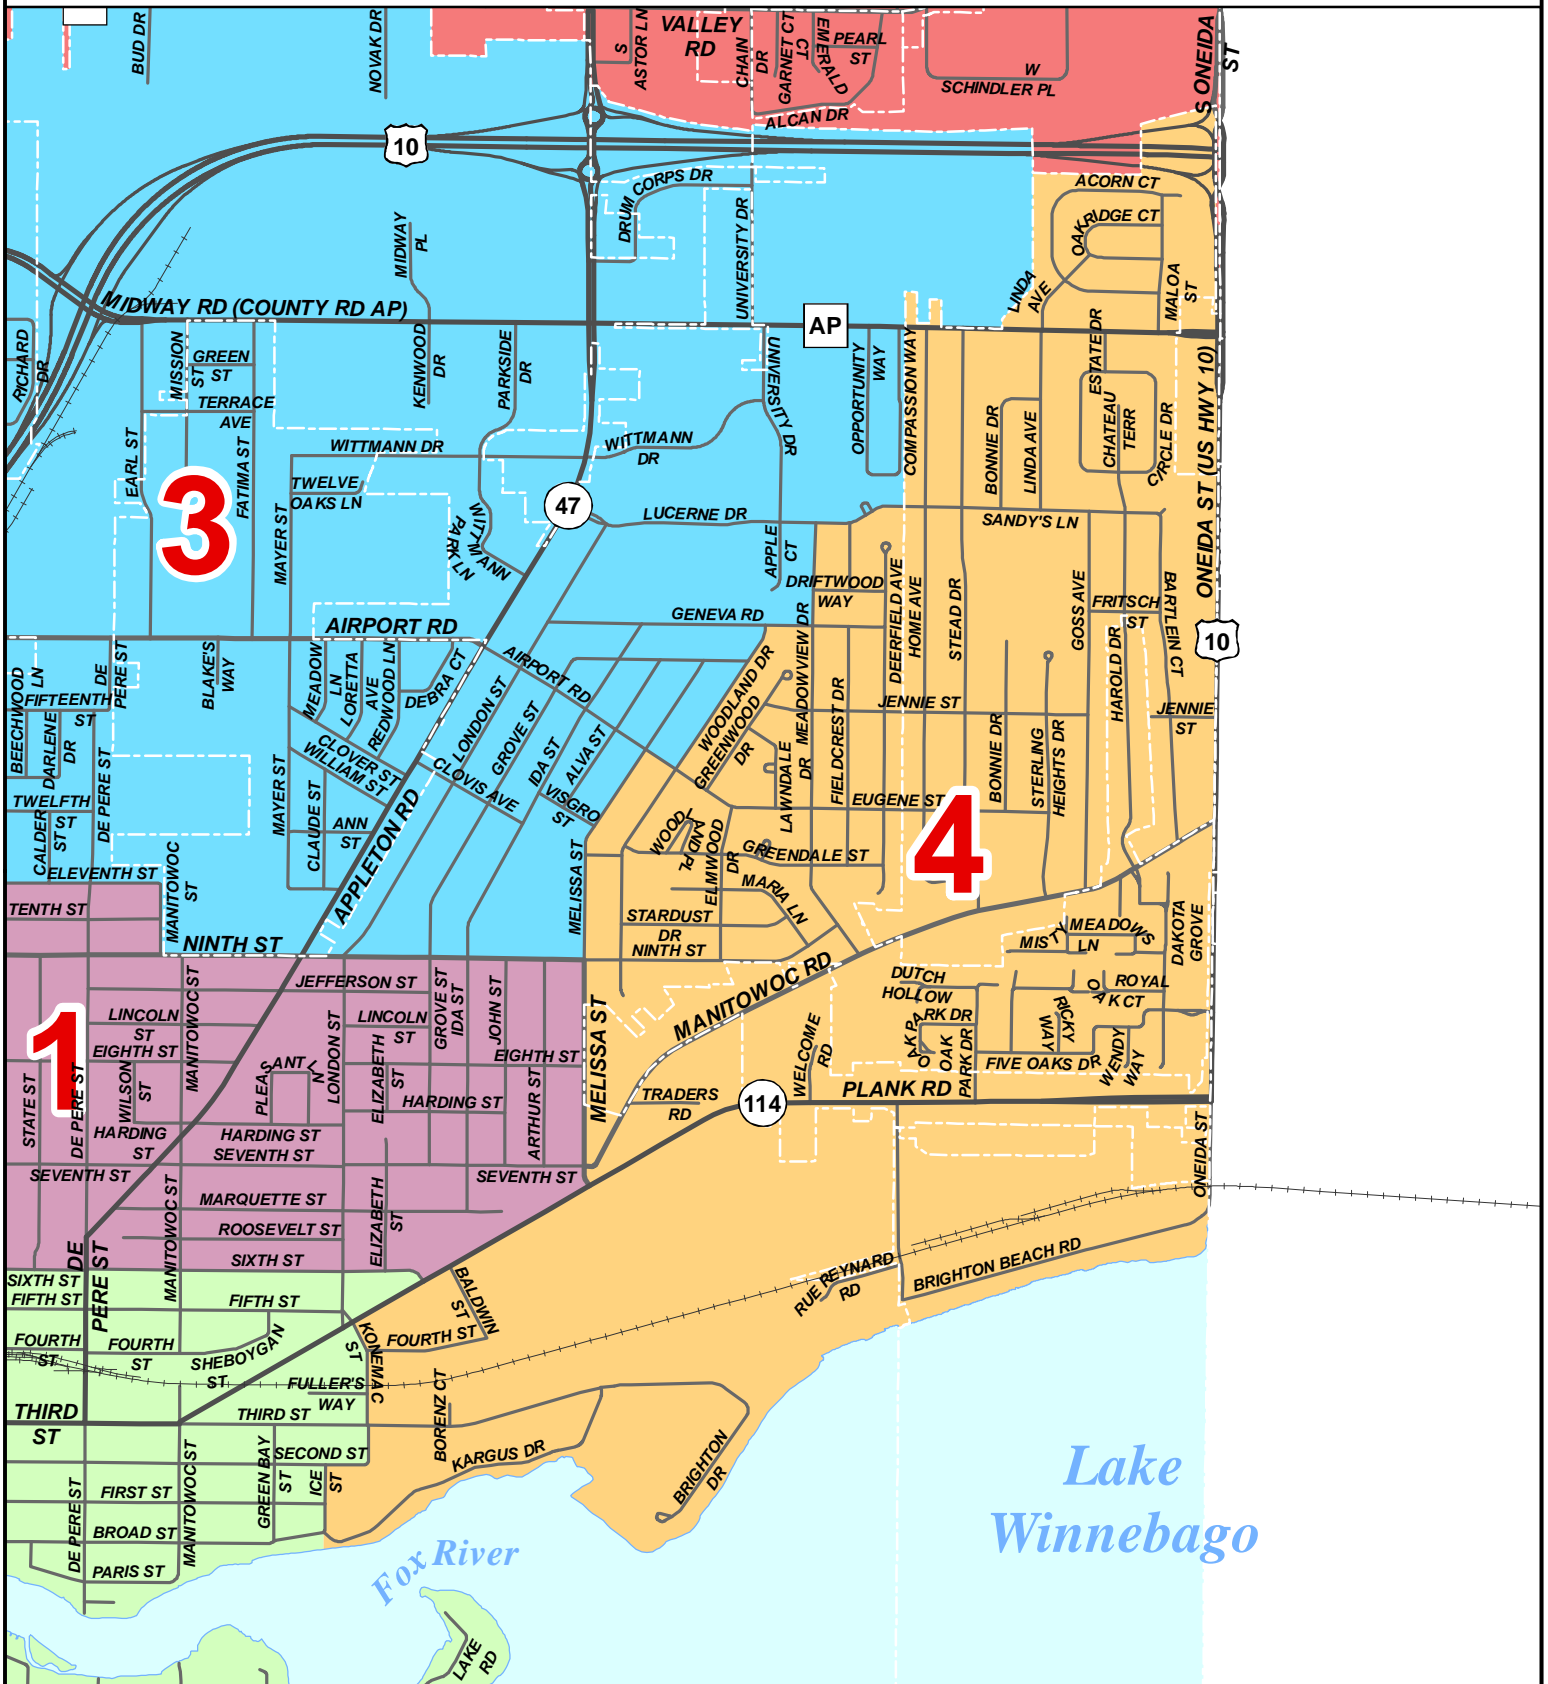 BUD DR
NOVAK DR
S
ASTOR LN
VALLEY
RD
CHAIN
DR
GARNET CT
EMERALD
CT
PEARL
ST
W
SCHINDLER PL
S ONEIDA
ST
ALCAN DR
10
DRUM CORPS DR
UNIVERSITY DR
MIDWAY
PL
ACORN CT
OAKRIDGE CT
MALOA
ST
LINDA
AVE
MIDWAY RD (COUNTY RD AP)
AP
RICHARD
DR
MISSION
ST
GREEN
ST
TERRACE
AVE
KENWOOD
DR
PARKSIDE
DR
UNIVERSITY DR
OPPORTUNITY
WAY
COMPASSION WAY
ESTATE DR
CHATEAU
TERR
CIRCLE DR
BONNIE DR
LINDA AVE
ONEIDA ST (US HWY 10)
EARL ST
FATIMA ST
WITTMANN DR
WITTMANN
DR
TWELVE
OAKS LN
MAYER ST
3
47
WITTMANN
PARK LN
LUCERNE DR
APPLE
CT
SANDY'S LN
DRIFTWOOD
WAY
DEERFIELD AVE
HOME AVE
STEAD DR
GOSS AVE
FRITSCH
ST
BARTLEIN CT
HAROLD DR
10
GENEVA RD
MEADOWVIEW DR
AIRPORT RD
AIRPORT RD
BEECHWOOD
LN
DE
PERE ST
FIFTEENTH
ST
DARLENE
DR
BLAKE'S
WAY
MEADOW
LN
LORETTA
AVE
REDWOOD LN
DEBRA CT
LONDON ST
GROVE ST
IDA ST
ALVA ST
WOODLAND DR
GREENWOOD
DR
LAWNDALE
DR
FIELDCREST DR
JENNIE ST
JENNIE
ST
BONNIE DR
STERLING
HEIGHTS DR
CLOVER ST
WILLIAM ST
CLOVIS AVE
VISGRO
ST
EUGENE ST
TWELFTH
ST
CALDER
ST
DE PERE ST
MAYER ST
CLAUDE ST
ANN
ST
APPLETON RD
WOODLAND PL
ELMWOOD
DR
GREENDALE ST
4
MELISSA ST
MARIA LN
ELEVENTH ST
MANITOWOC
ST
TENTH ST
STARDUST
DR
NINTH ST
NINTH ST
MISTY MEADOWS
LN
DAKOTA
GROVE
MANITOWOC RD
JEFFERSON ST
MANITOWOC ST
LINCOLN
ST
EIGHTH ST
LONDON ST
LINCOLN
ST
GROVE ST
IDA ST
JOHN ST
EIGHTH ST
MELISSA ST
DUTCH
HOLLOW
OAK PARK DR
OAK
PARK DR
ROYAL
OAK CT
RICKY
WAY
WENDY
WAY
FIVE OAKS DR
WELCOME
RD
PLANK RD
114
TRADERS
RD
1
STATE ST
DE PERE ST
WILSON
ST
PLEASANT LN
ELIZABETH
ST
HARDING ST
ARTHUR ST
HARDING
ST
HARDING ST
SEVENTH ST
SEVENTH ST
SEVENTH ST
ONEIDA ST
MARQUETTE ST
MANITOWOC ST
ROOSEVELT ST
ELIZABETH
ST
DE
PERE ST
SIXTH ST
SIXTH ST
FIFTH ST
FIFTH ST
BALDWIN
ST
RUE REYNARD
RD
BRIGHTON BEACH RD
FOURTH
ST
FOURTH
ST
SHEBOYGAN
ST
KONEMAC
ST
FOURTH ST
FULLER'S
WAY
THIRD
ST
THIRD ST
BORENZ CT
KARGUS DR
BRIGHTON
DR
SECOND ST
GREEN BAY
ST
ICE
ST
MANITOWOC ST
DE PERE ST
FIRST ST
BROAD ST
PARIS ST
Fox River
Lake
Winnebago
LAKE
RD